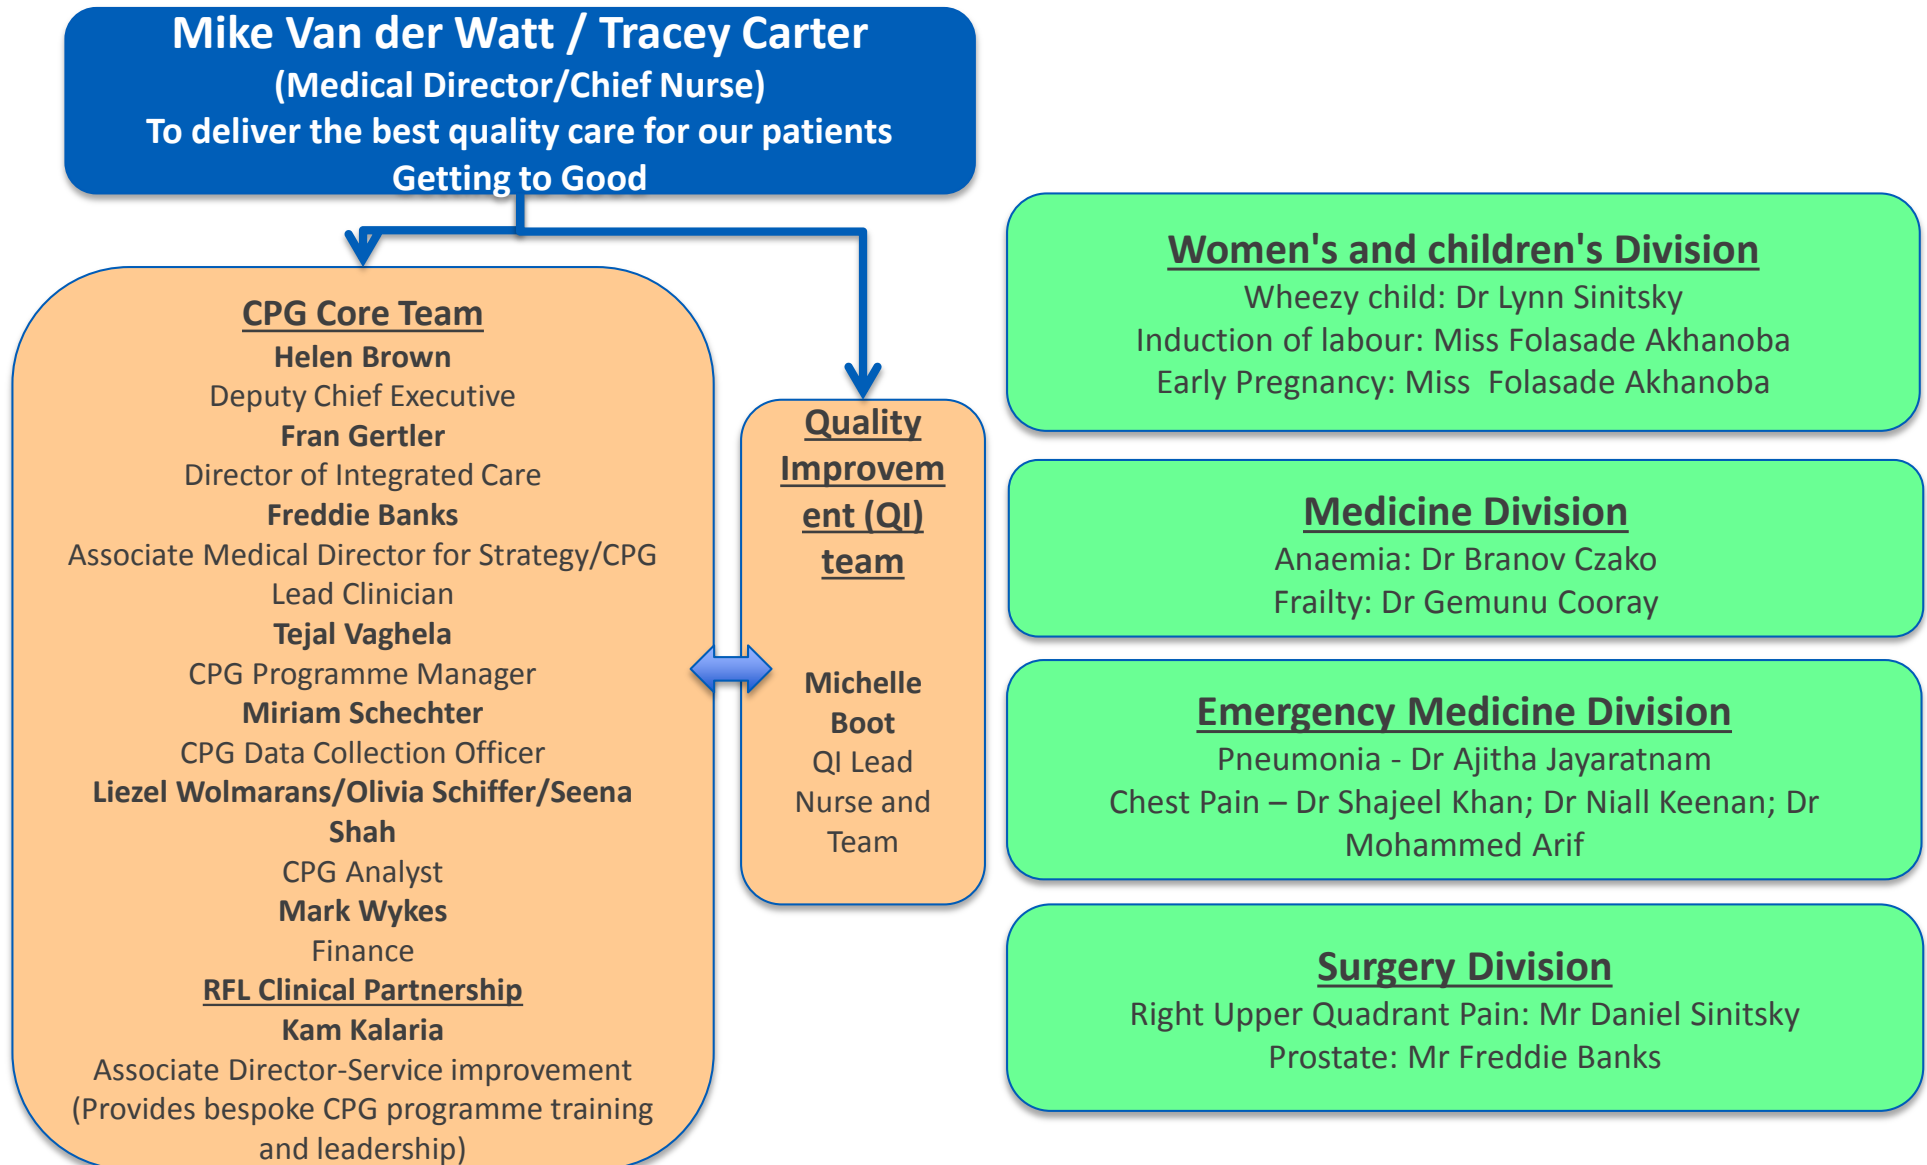 Mike Van der Watt / Tracey Carter
(Medical Director/Chief Nurse)
To deliver the best quality care for our patients
Getting to Good
CPG Core Team
Helen Brown
Deputy Chief Executive
Fran Gertler
Director of Integrated Care
Freddie Banks
Associate Medical Director for Strategy/CPG
Lead Clinician
Tejal Vaghela
CPG Programme Manager
Miriam Schechter
CPG Data Collection Officer
Liezel Wolmarans/Olivia Schiffer/Seena
Shah
CPG Analyst
Mark Wykes
Finance
RFL Clinical Partnership
Kam Kalaria
Associate Director-Service improvement
(Provides bespoke CPG programme training
and leadership)
Quality
Improvem
ent (QI)
team
Michelle
Boot
QI Lead
Nurse and
Team
Women's and children's Division
Wheezy child: Dr Lynn Sinitsky
Induction of labour: Miss Folasade Akhanoba
Early Pregnancy: Miss  Folasade Akhanoba
Medicine Division
Anaemia: Dr Branov Czako
Frailty: Dr Gemunu Cooray
Emergency Medicine Division
Pneumonia - Dr Ajitha Jayaratnam
Chest Pain – Dr Shajeel Khan; Dr Niall Keenan; Dr
Mohammed Arif
Surgery Division
Right Upper Quadrant Pain: Mr Daniel Sinitsky
Prostate: Mr Freddie Banks